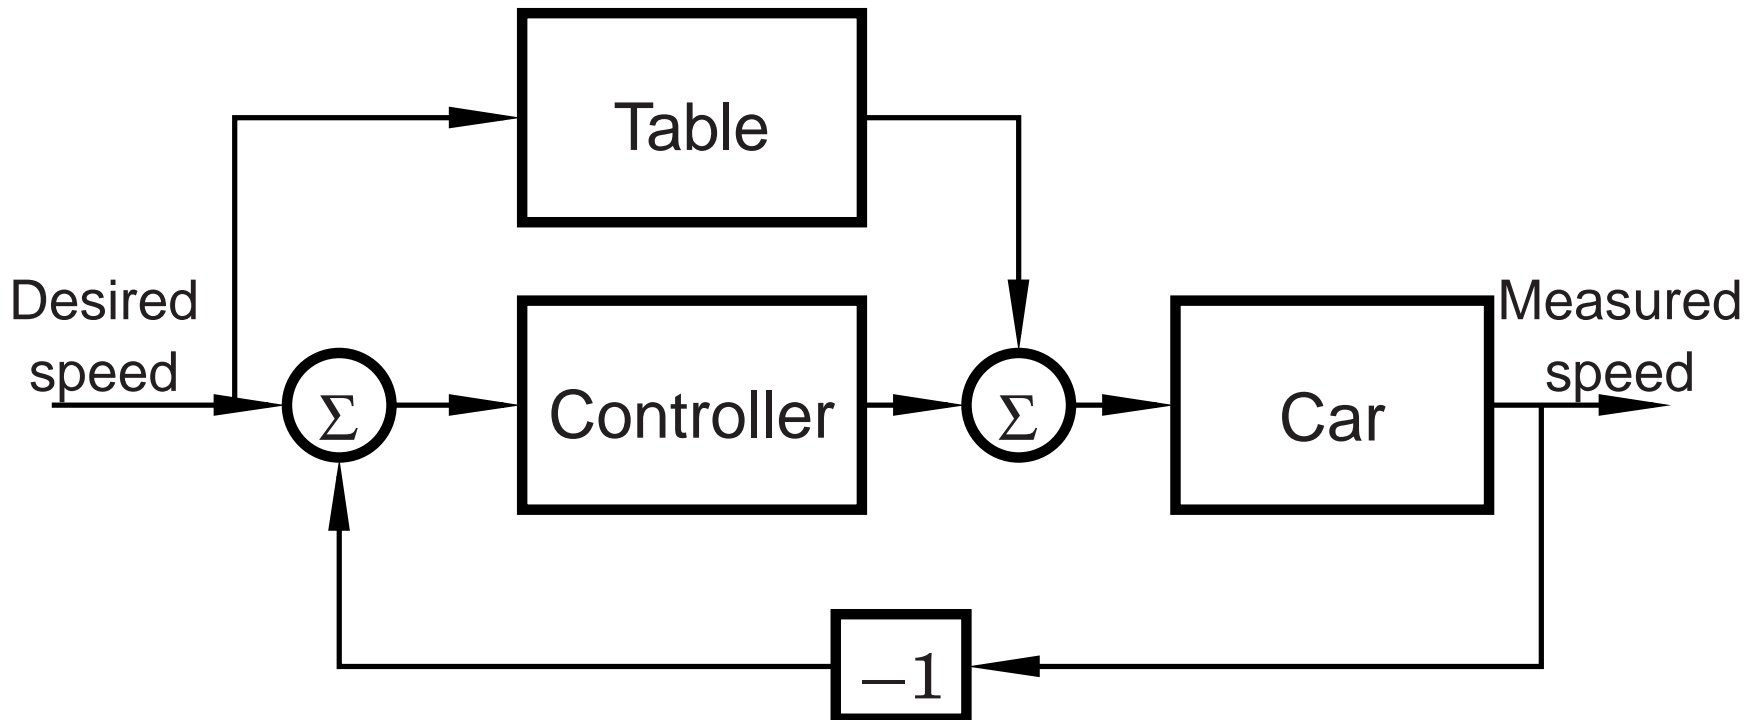 Table
Desired
speed
Σ
Controller
Σ
Car
Measured
speed
−1